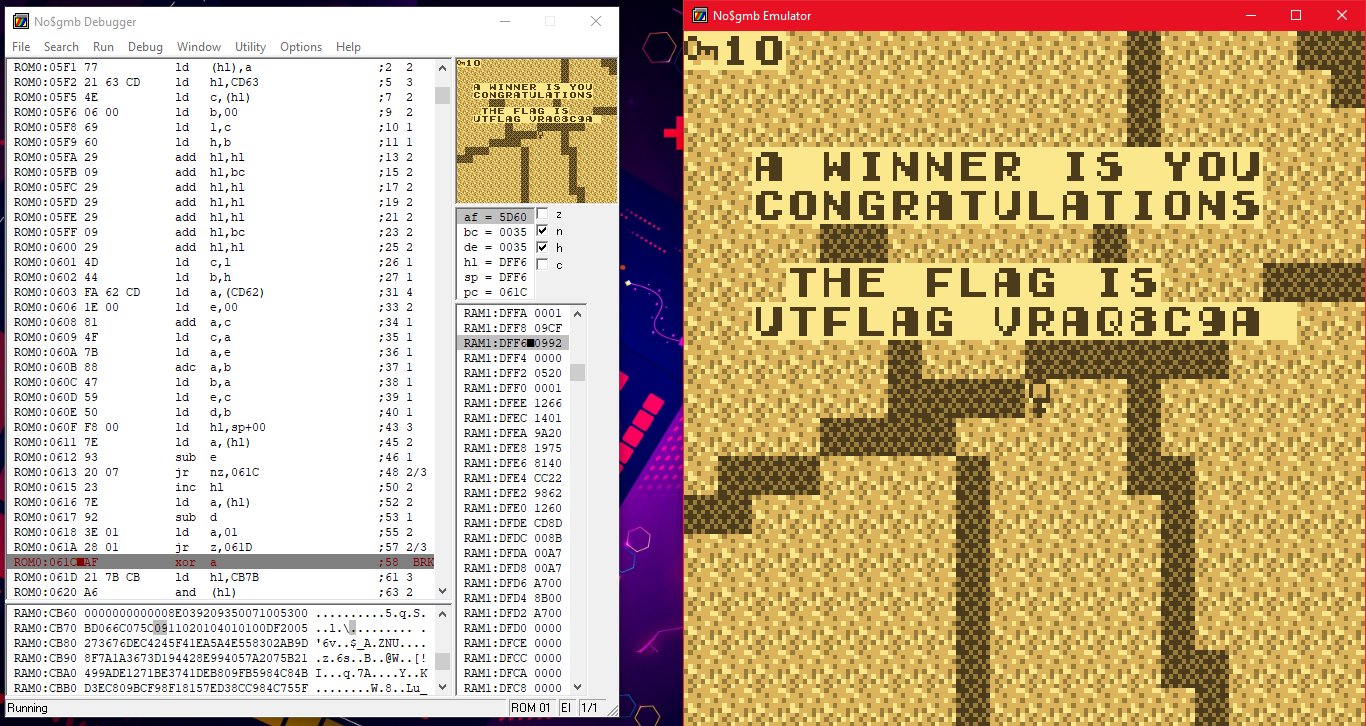 No$gmb Debugger
File Search Run Debug Window Utility Options Help
ROM0:05F1 77 ld (hl),a ;2 2
ROM0:05F2 21 63 CD ld hl,CD63 ;5 3
ROM0:05F5 4E ld c,(hl) ;7 2
ROM0:05F6 06 00 ld b,00 ;9 2
ROM0:05F8 69 ld l,c ;10 1
ROM0:05F9 60 ld h,b ;11 1
ROM0:05FA 29 add hl,hl ;13 2
ROM0:05FB 09 add hl,bc ;15 2
ROM0:05FC 29 add hl,hl ;17 2
ROM0:05FD 29 add hl,hl ;19 2
ROM0:05FE 29 add hl,hl ;21 2
ROM0:05FF 09 add hl,bc ;23 2
ROM0:0600 29 add hl,hl ;25 2
ROM0:0601 4D ld c,l ;26 1
ROM0:0602 44 ld b,h ;27 1
ROM0:0603 FA 62 CD ld a,(CD62) ;31 4
ROM0:0606 1E 00 ld e,00 ;33 2
ROM0:0608 81 add a,c ;34 1
ROM0:0609 4F ld c,a ;35 1
ROM0:060A 7B ld a,e ;36 1
ROM0:060B 88 adc a,b ;37 1
ROM0:060C 47 ld b,a ;38 1
ROM0:060D 59 ld e,c ;39 1
ROM0:060E 50 ld d,b ;40 1
ROM0:060F F8 00 ld hl,sp+00 ;43 3
ROM0:0611 7E ld a,(hl) ;45 2
ROM0:0612 93 sub e ;46 1
ROM0:0613 20 07 jr nz,061C ;48 2/3
ROM0:0615 23 inc hl ;50 2
ROM0:0616 7E ld a,(hl) ;52 2
ROM0:0617 92 sub d ;53 1
ROM0:0618 3E 01 ld a,01 ;55 2
ROM0:061A 28 01 jr z,061D ;57 2/3
ROM0:061C AF xor a ;58 BRK
ROM0:061D 21 7B CB ld hl,CB7B ;61 3
ROM0:0620 A6 and (hl) ;63 2
RAM0:CB60 0000000000008E039209350071005300 ..........5.q.S.
RAM0:CB70 BD066C075C0911020104010100DF2005 ..l.\......... .
RAM0:CB80 273676DEC4245F41EA5A4E558302AB9D '6v..$_A.ZNU....
RAM0:CB90 8F7A1A3673D194428E994057A2075B21 .z.6s..B..@W..[!
RAM0:CBA0 499ADE1271BE3741DEB809FB5984C84B I...q.7A....Y..K
RAM0:CBB0 D3EC809BCF98F18157ED38CC984C755F ........W.8..Lu_
Running
10
A WINNER IS YOU
CONGRATULATIONS
THE FLAG IS
UTFLAG VRAQ3C9A
af = 5D60 z
bc = 0035 n
de = 0035 h
hl = DFF6 c
sp = DFF6
pc = 061C
RAM1:DFFA 0001
RAM1:DFF8 09CF
RAM1:DFF6 0992
RAM1:DFF4 0000
RAM1:DFF2 0520
RAM1:DFF0 0001
RAM1:DFEE 1266
RAM1:DFEC 1401
RAM1:DFEA 9A20
RAM1:DFE8 1975
RAM1:DFE6 8140
RAM1:DFE4 CC22
RAM1:DFE2 9862
RAM1:DFE0 1260
RAM1:DFDE CD8D
RAM1:DFDC 008B
RAM1:DFDA 00A7
RAM1:DFD8 00A7
RAM1:DFD6 A700
RAM1:DFD4 8B00
RAM1:DFD2 A700
RAM1:DFD0 0000
RAM1:DFCE 0000
RAM1:DFCC 0000
RAM1:DFCA 0000
RAM1:DFC8 0000
ROM 01 EI 1/1
No$gmb Emulator
10
A WINNER IS YOU
CONGRATULATIONS
THE FLAG IS
UTFLAG VRAQ3C9A